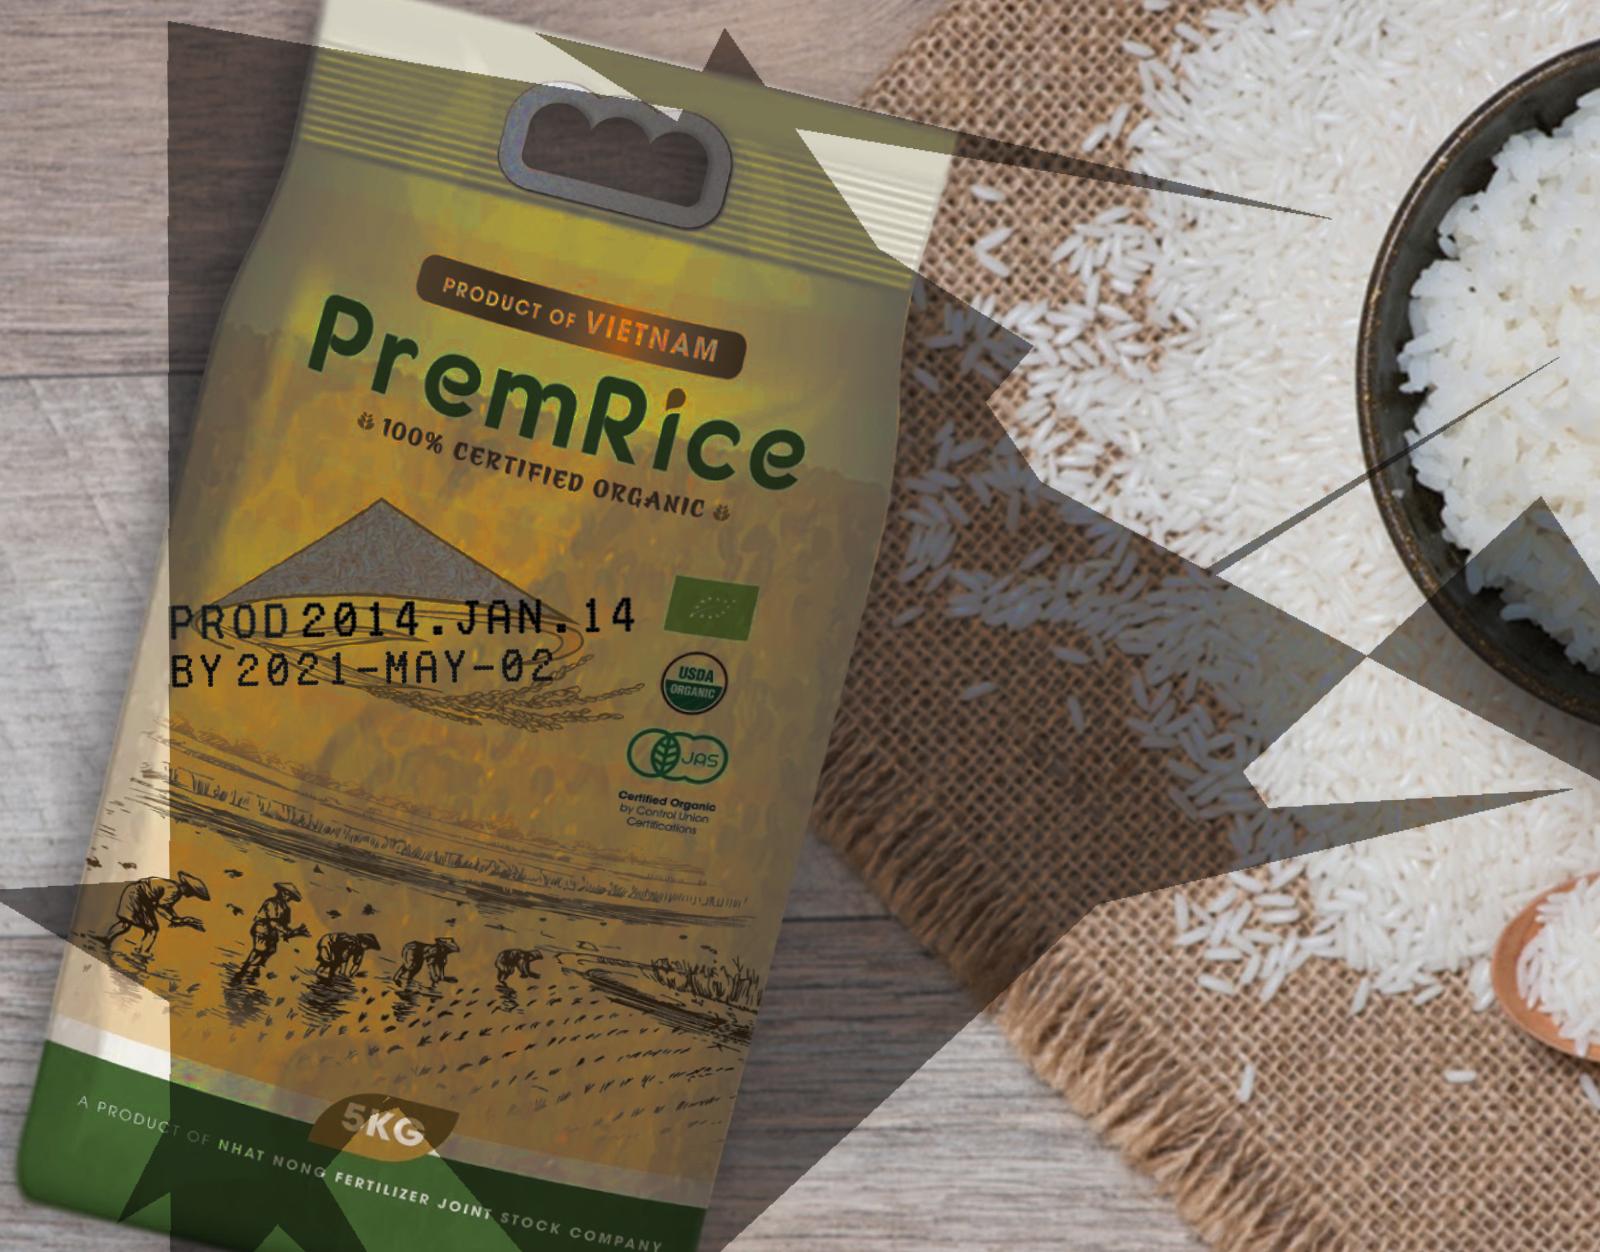 PRODUCT OF VIETNAM
PremRice
100% CERTIFIED ORGANIC
PROD 2014.JAN.14
BY 2021-MAY-02
USDA
ORGANIC
JAS
Certified Organic
by Control Union
Certifications
5KG
A PRODUCT OF NHAT NONG FERTILIZER JOINT STOCK COMPANY